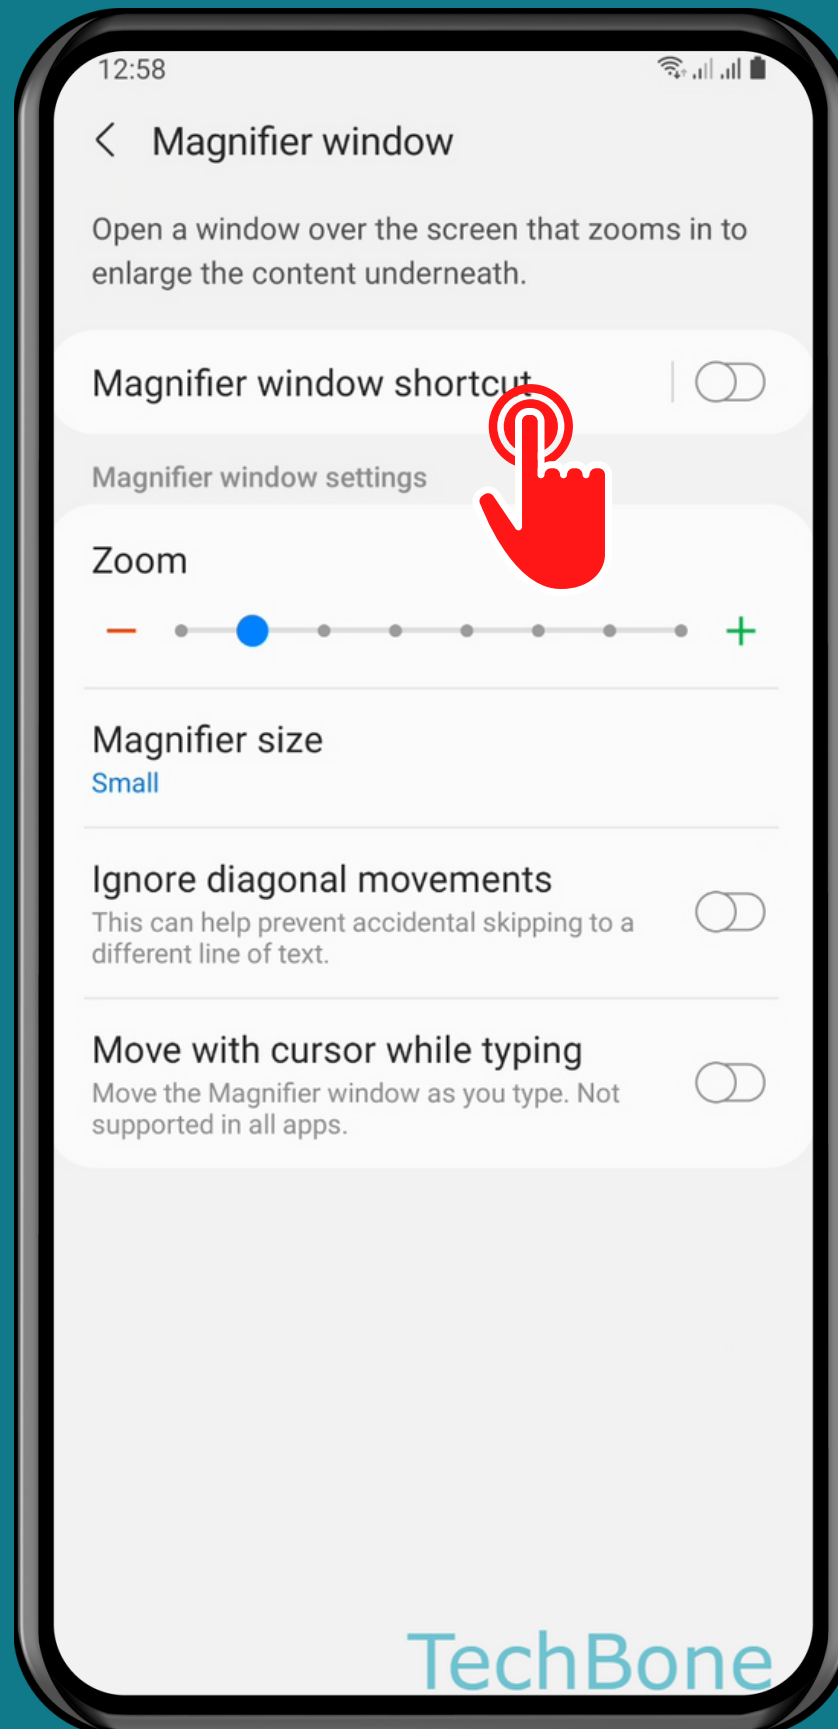 12:58
Magnifier window
Open a window over the screen that zooms in to
enlarge the content underneath.
Magnifier window shortcut
Magnifier window settings
Zoom
Magnifier size
Small
Ignore diagonal movements
This can help prevent accidental skipping to a
different line of text.
Move with cursor while typing
Move the Magnifier window as you type. Not
supported in all apps.
TechBone